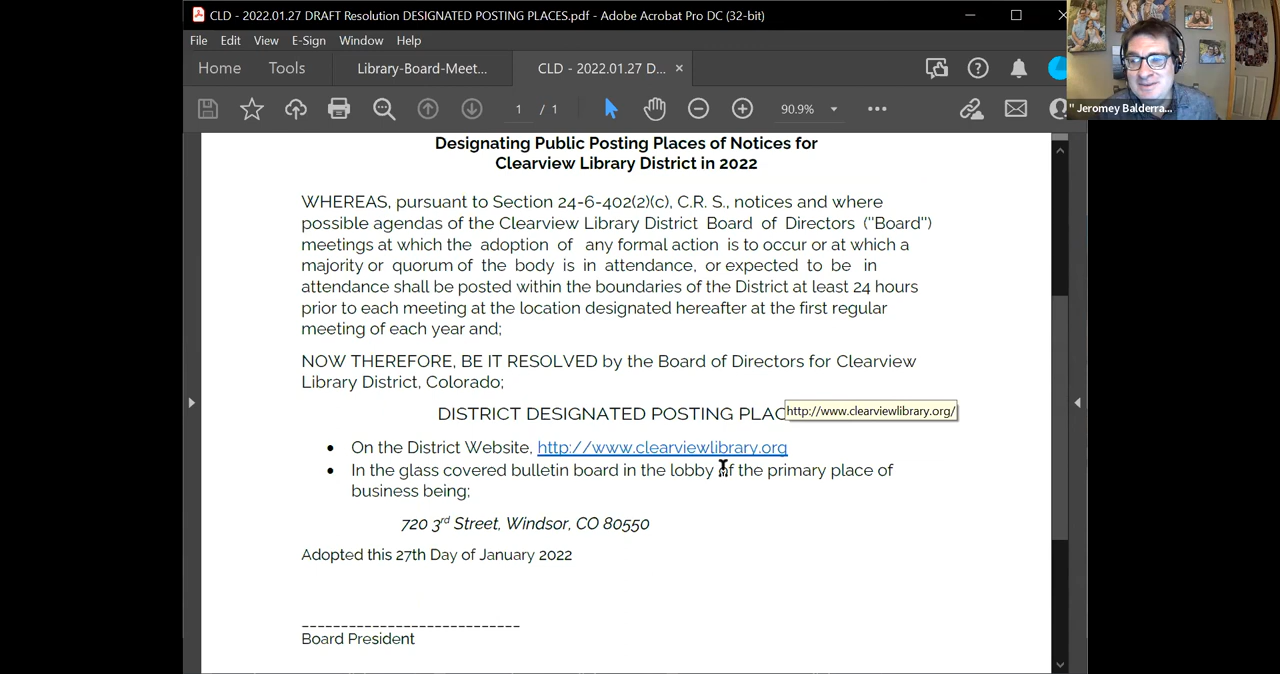 CLD - 2022.01.27 DRAFT Resolution DESIGNATED POSTING PLACES.pdf - Adobe Acrobat Pro DC (32-bit)
File Edit View E-Sign Window Help
Home Tools Library-Board-Meet... CLD - 2022.01.27 D... ×
1 / 1 90.9%
" Jeromey Balderra...
Designating Public Posting Places of Notices for
Clearview Library District in 2022
WHEREAS, pursuant to Section 24-6-402(2)(c), C.R. S., notices and where
possible agendas of the Clearview Library District Board of Directors ("Board")
meetings at which the adoption of any formal action is to occur or at which a
majority or quorum of the body is in attendance, or expected to be in
attendance shall be posted within the boundaries of the District at least 24 hours
prior to each meeting at the location designated hereafter at the first regular
meeting of each year and;
NOW THEREFORE, BE IT RESOLVED by the Board of Directors for Clearview
Library District, Colorado;
DISTRICT DESIGNATED POSTING PLAC
http://www.clearviewlibrary.org/
• On the District Website, http://www.clearviewlibrary.org
• In the glass covered bulletin board in the lobby of the primary place of
business being;
720 3rd Street, Windsor, CO 80550
Adopted this 27th Day of January 2022
____________________________
Board President